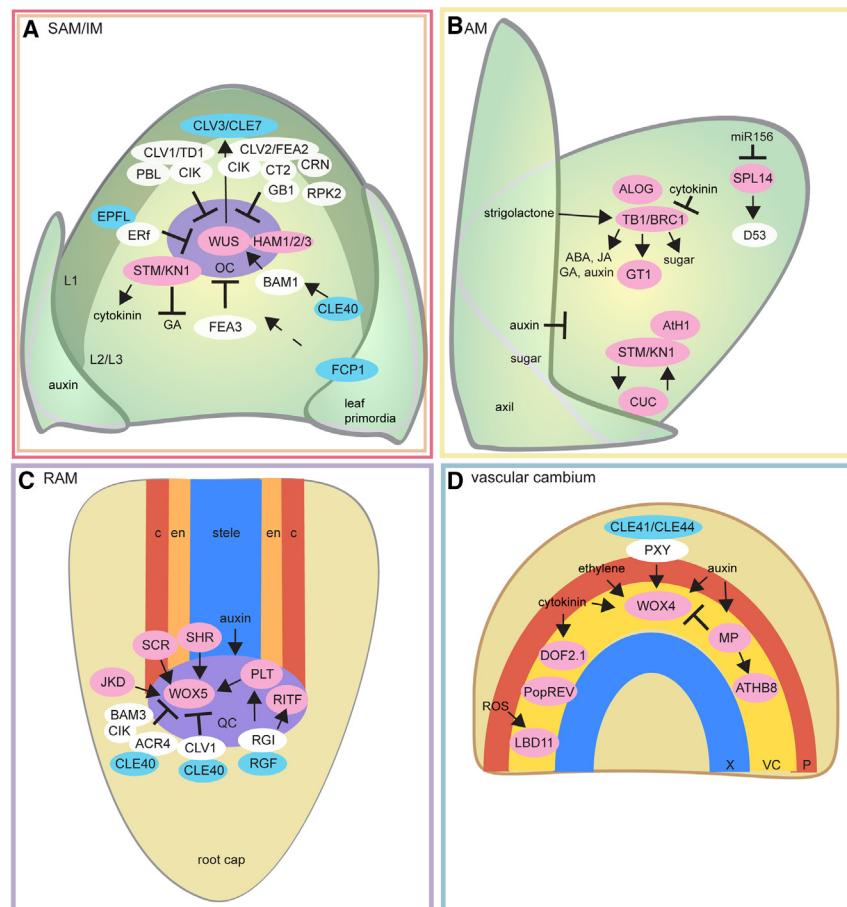 A SAM/IM
CLV3/CLE7
CLV1/TD1
CLV2/FEA2
PBL
CIK
CIK
CT2
CRN
GB1
RPK2
EPFL
ERf
WUS
HAM1/2/3
STM/KN1
OC
BAM1
L1
CLE40
cytokinin
GA
FEA3
L2/L3
FCP1
auxin
leaf
primordia
B AM
miR156
SPL14
D53
ALOG
cytokinin
strigolactone
TB1/BRC1
ABA, JA
GA, auxin
GT1
sugar
auxin
AtH1
sugar
STM/KN1
CUC
axil
C RAM
c
en
stele
en
c
auxin
SCR
SHR
JKD
WOX5
PLT
RITF
BAM3
CIK
QC
ACR4
CLV1
RGI
CLE40
CLE40
RGF
root cap
D vascular cambium
CLE41/CLE44
PXY
ethylene
auxin
cytokinin
WOX4
MP
DOF2.1
ATHB8
PopREV
ROS
LBD11
X
VC
P